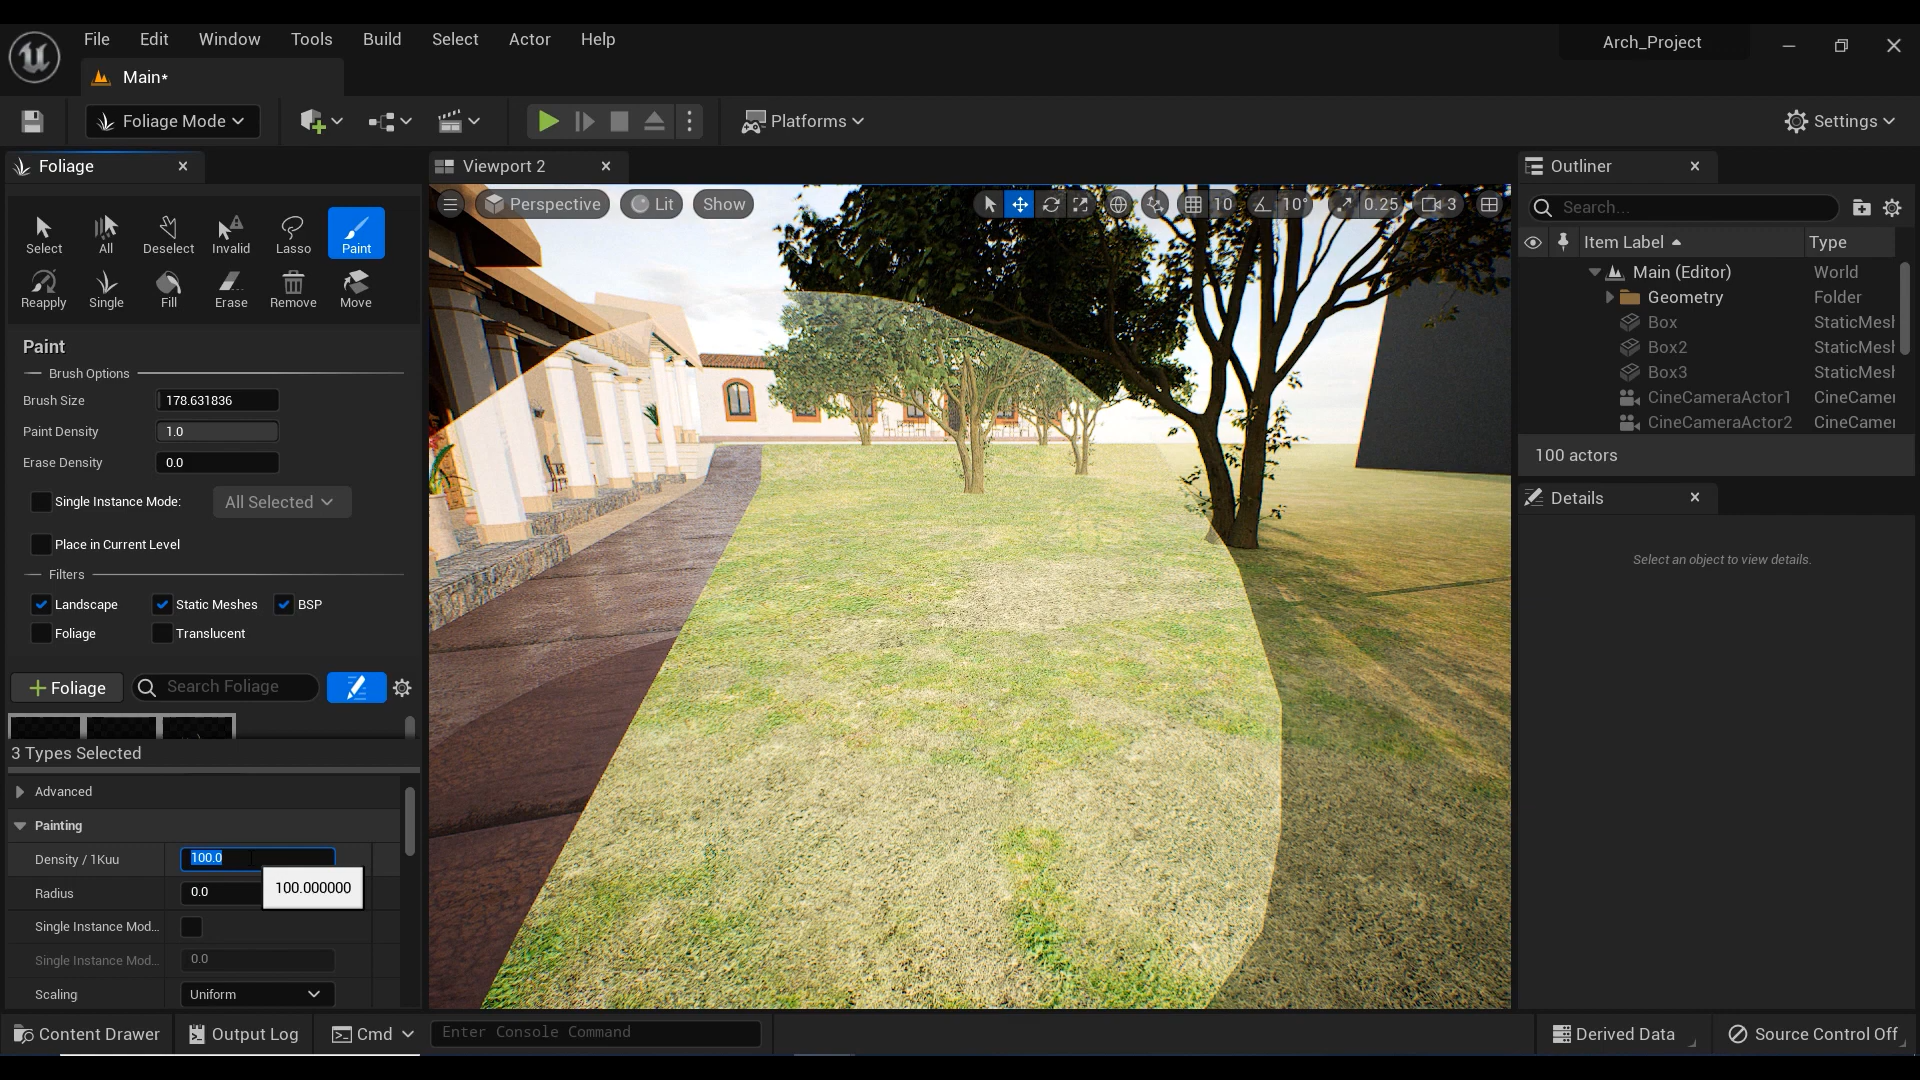 File Edit Window Tools Build Select Actor Help
Arch_Project
Main*
Foliage Mode
Platforms
Settings
Foliage
Viewport 2
Outliner
Select All Deselect Invalid Lasso Paint
Reapply Single Fill Erase Remove Move
Perspective Lit Show
10 10° 0.25 3
Search...
Item Label Type
Main (Editor) World
Geometry Folder
Box StaticMesh
Box2 StaticMesh
Box3 StaticMesh
CineCameraActor1 CineCamer
CineCameraActor2 CineCamer
100 actors
Details
Select an object to view details.
Paint
Brush Options
Brush Size 178.631836
Paint Density 1.0
Erase Density 0.0
Single Instance Mode: All Selected
Place in Current Level
Filters
Landscape Static Meshes BSP
Foliage Translucent
Foliage Search Foliage
3 Types Selected
Advanced
Painting
Density / 1Kuu 100.0
100.000000
Radius 0.0
Single Instance Mod...
Single Instance Mod... 0.0
Scaling Uniform
Content Drawer Output Log Cmd Enter Console Command
Derived Data Source Control Off